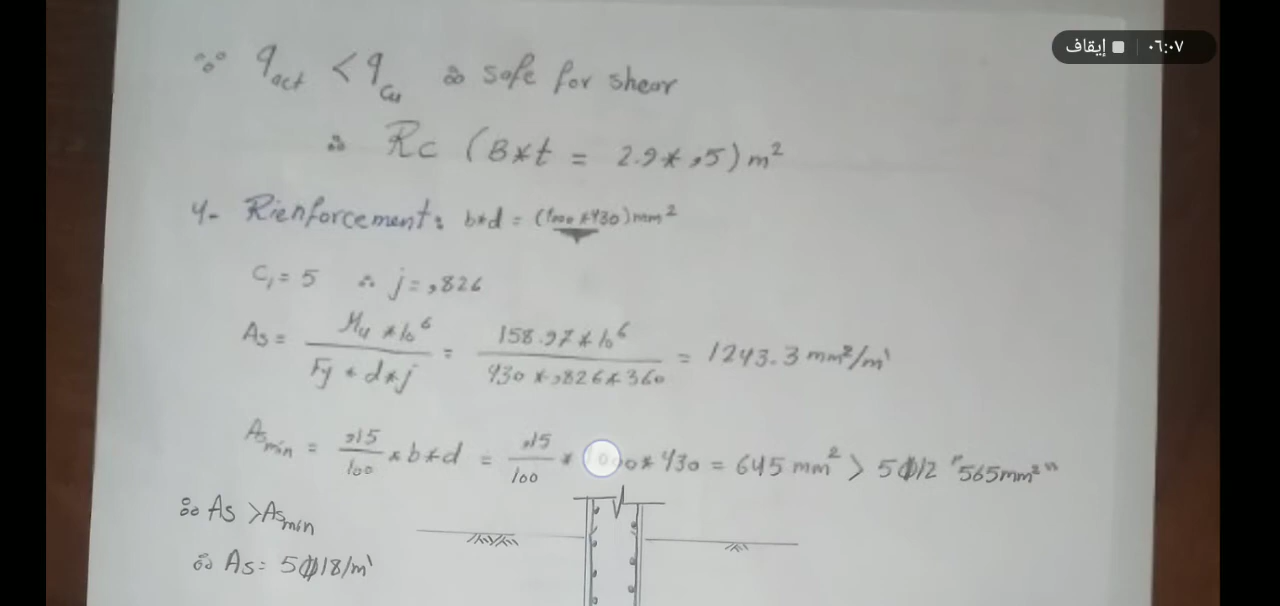 ٠٦:٠٧ إيقاف
∵ q act < q cu ∴ safe for shear
∴ RC (B*t = 2.9*,5) m²
4- Rienforcement: b*d = (1000*430) mm²
C₁ = 5 ∴ j = ,826
As = Mu * 10⁶ / Fy * d * j = 158.97 * 10⁶ / 430 * ,826 * 360 = 1243.3 mm²/m'
As min = ,15/100 * b*d = ,15/100 * 1000 * 430 = 645 mm² > 5Φ12 "565mm²"
∵ As > As min
∴ As = 5Φ18/m'